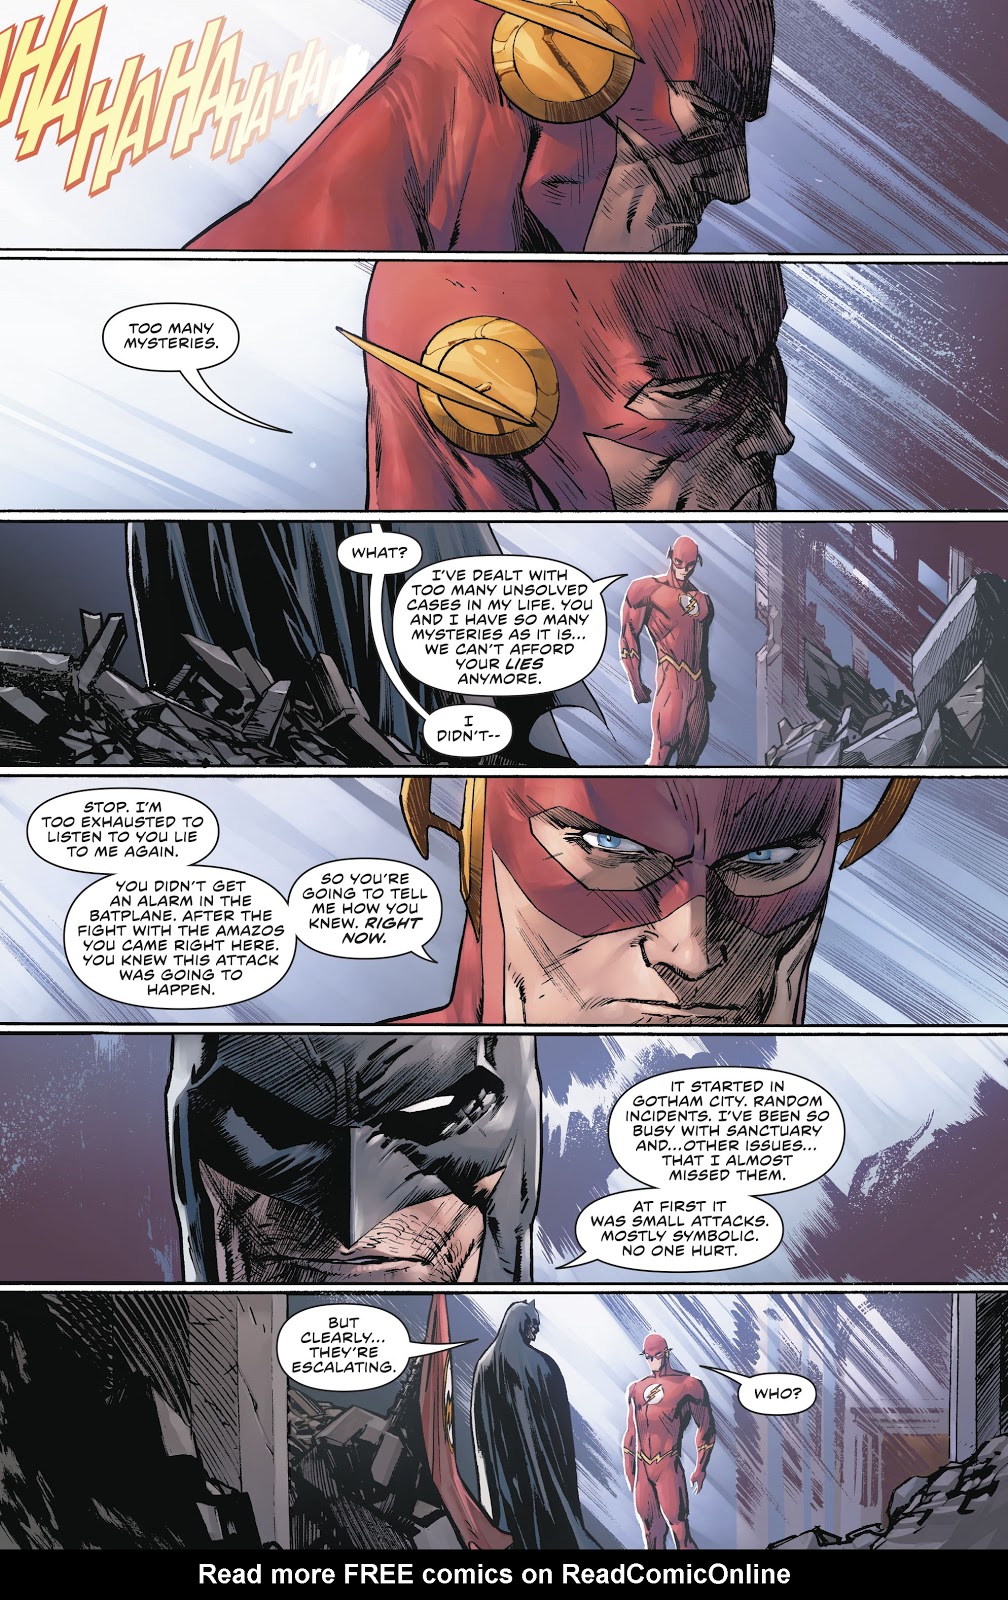 HA HAHAHAHAHAHAH
TOO MANY
MYSTERIES.
WHAT?
I'VE DEALT WITH
TOO MANY UNSOLVED
CASES IN MY LIFE. YOU
AND I HAVE SO MANY
MYSTERIES AS IT IS...
WE CAN'T AFFORD
YOUR LIES
ANYMORE.
I
DIDN'T--
STOP. I'M
TOO EXHAUSTED TO
LISTEN TO YOU LIE
TO ME AGAIN.
YOU DIDN'T GET
AN ALARM IN THE
BATPLANE. AFTER THE
FIGHT WITH THE AMAZOS
YOU CAME RIGHT HERE.
YOU KNEW THIS ATTACK
WAS GOING TO
HAPPEN.
SO YOU'RE
GOING TO TELL
ME HOW YOU
KNEW. RIGHT
NOW.
IT STARTED IN
GOTHAM CITY. RANDOM
INCIDENTS. I'VE BEEN SO
BUSY WITH SANCTUARY
AND...OTHER ISSUES...
THAT I ALMOST
MISSED THEM.
AT FIRST IT
WAS SMALL ATTACKS.
MOSTLY SYMBOLIC.
NO ONE HURT.
BUT
CLEARLY...
THEY'RE
ESCALATING.
WHO?
Read more FREE comics on ReadComicOnline